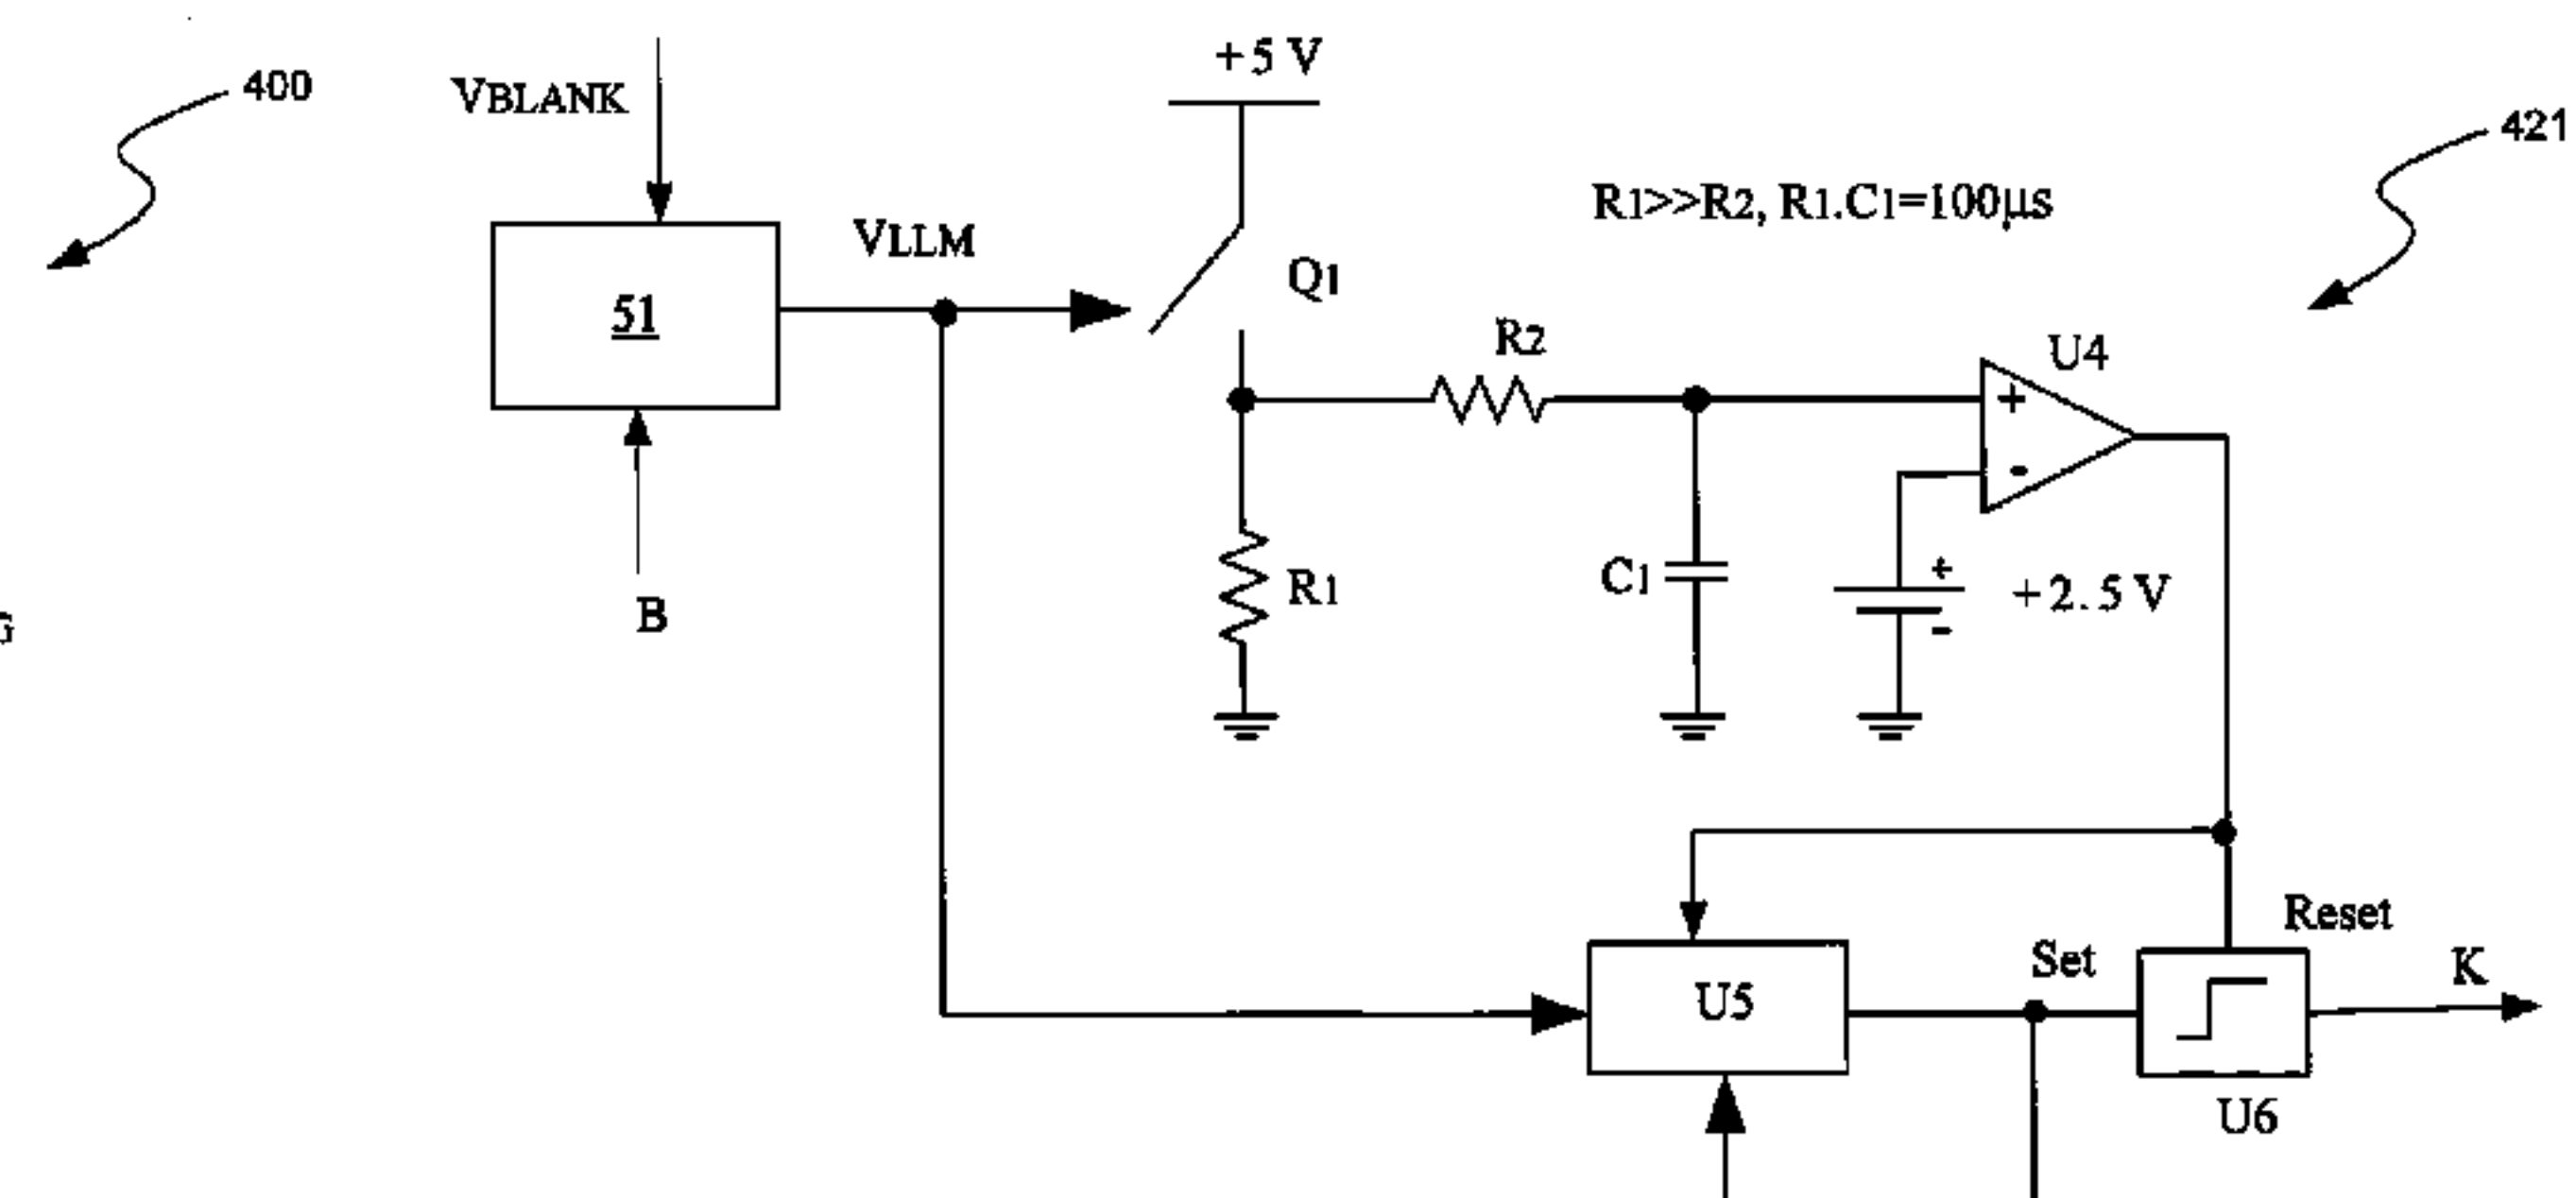 +5 V
400
VBLANK
421
R1>>R2, R1.C1=100µs
VLLM
Q1
51
R2
U4
+
-
R1
C1
+
+2.5 V
-
B
G
Reset
Set
K
U5
U6